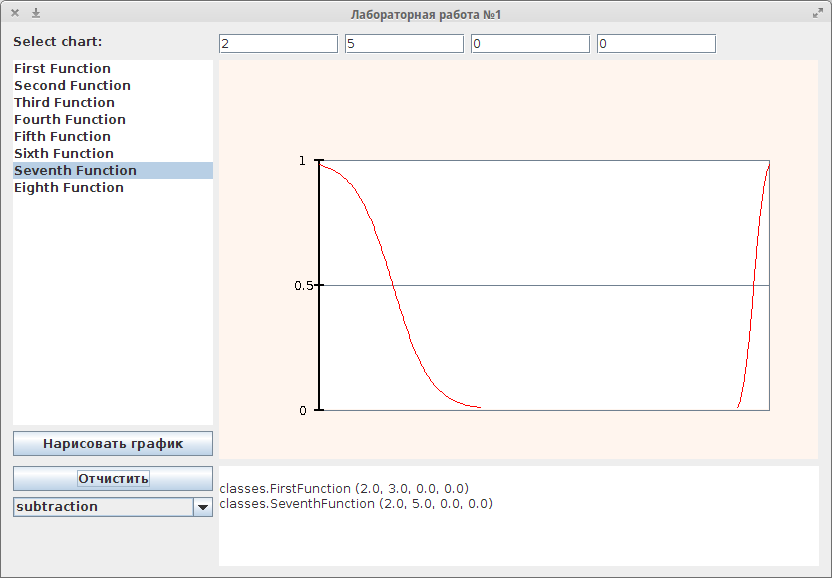 Лабораторная работа №1
Select chart:
2 5 0 0
First Function
Second Function
Third Function
Fourth Function
Fifth Function
Sixth Function
Seventh Function
Eighth Function
1
0.5
0
Нарисовать график
Отчистить
subtraction
classes.FirstFunction (2.0, 3.0, 0.0, 0.0)
classes.SeventhFunction (2.0, 5.0, 0.0, 0.0)